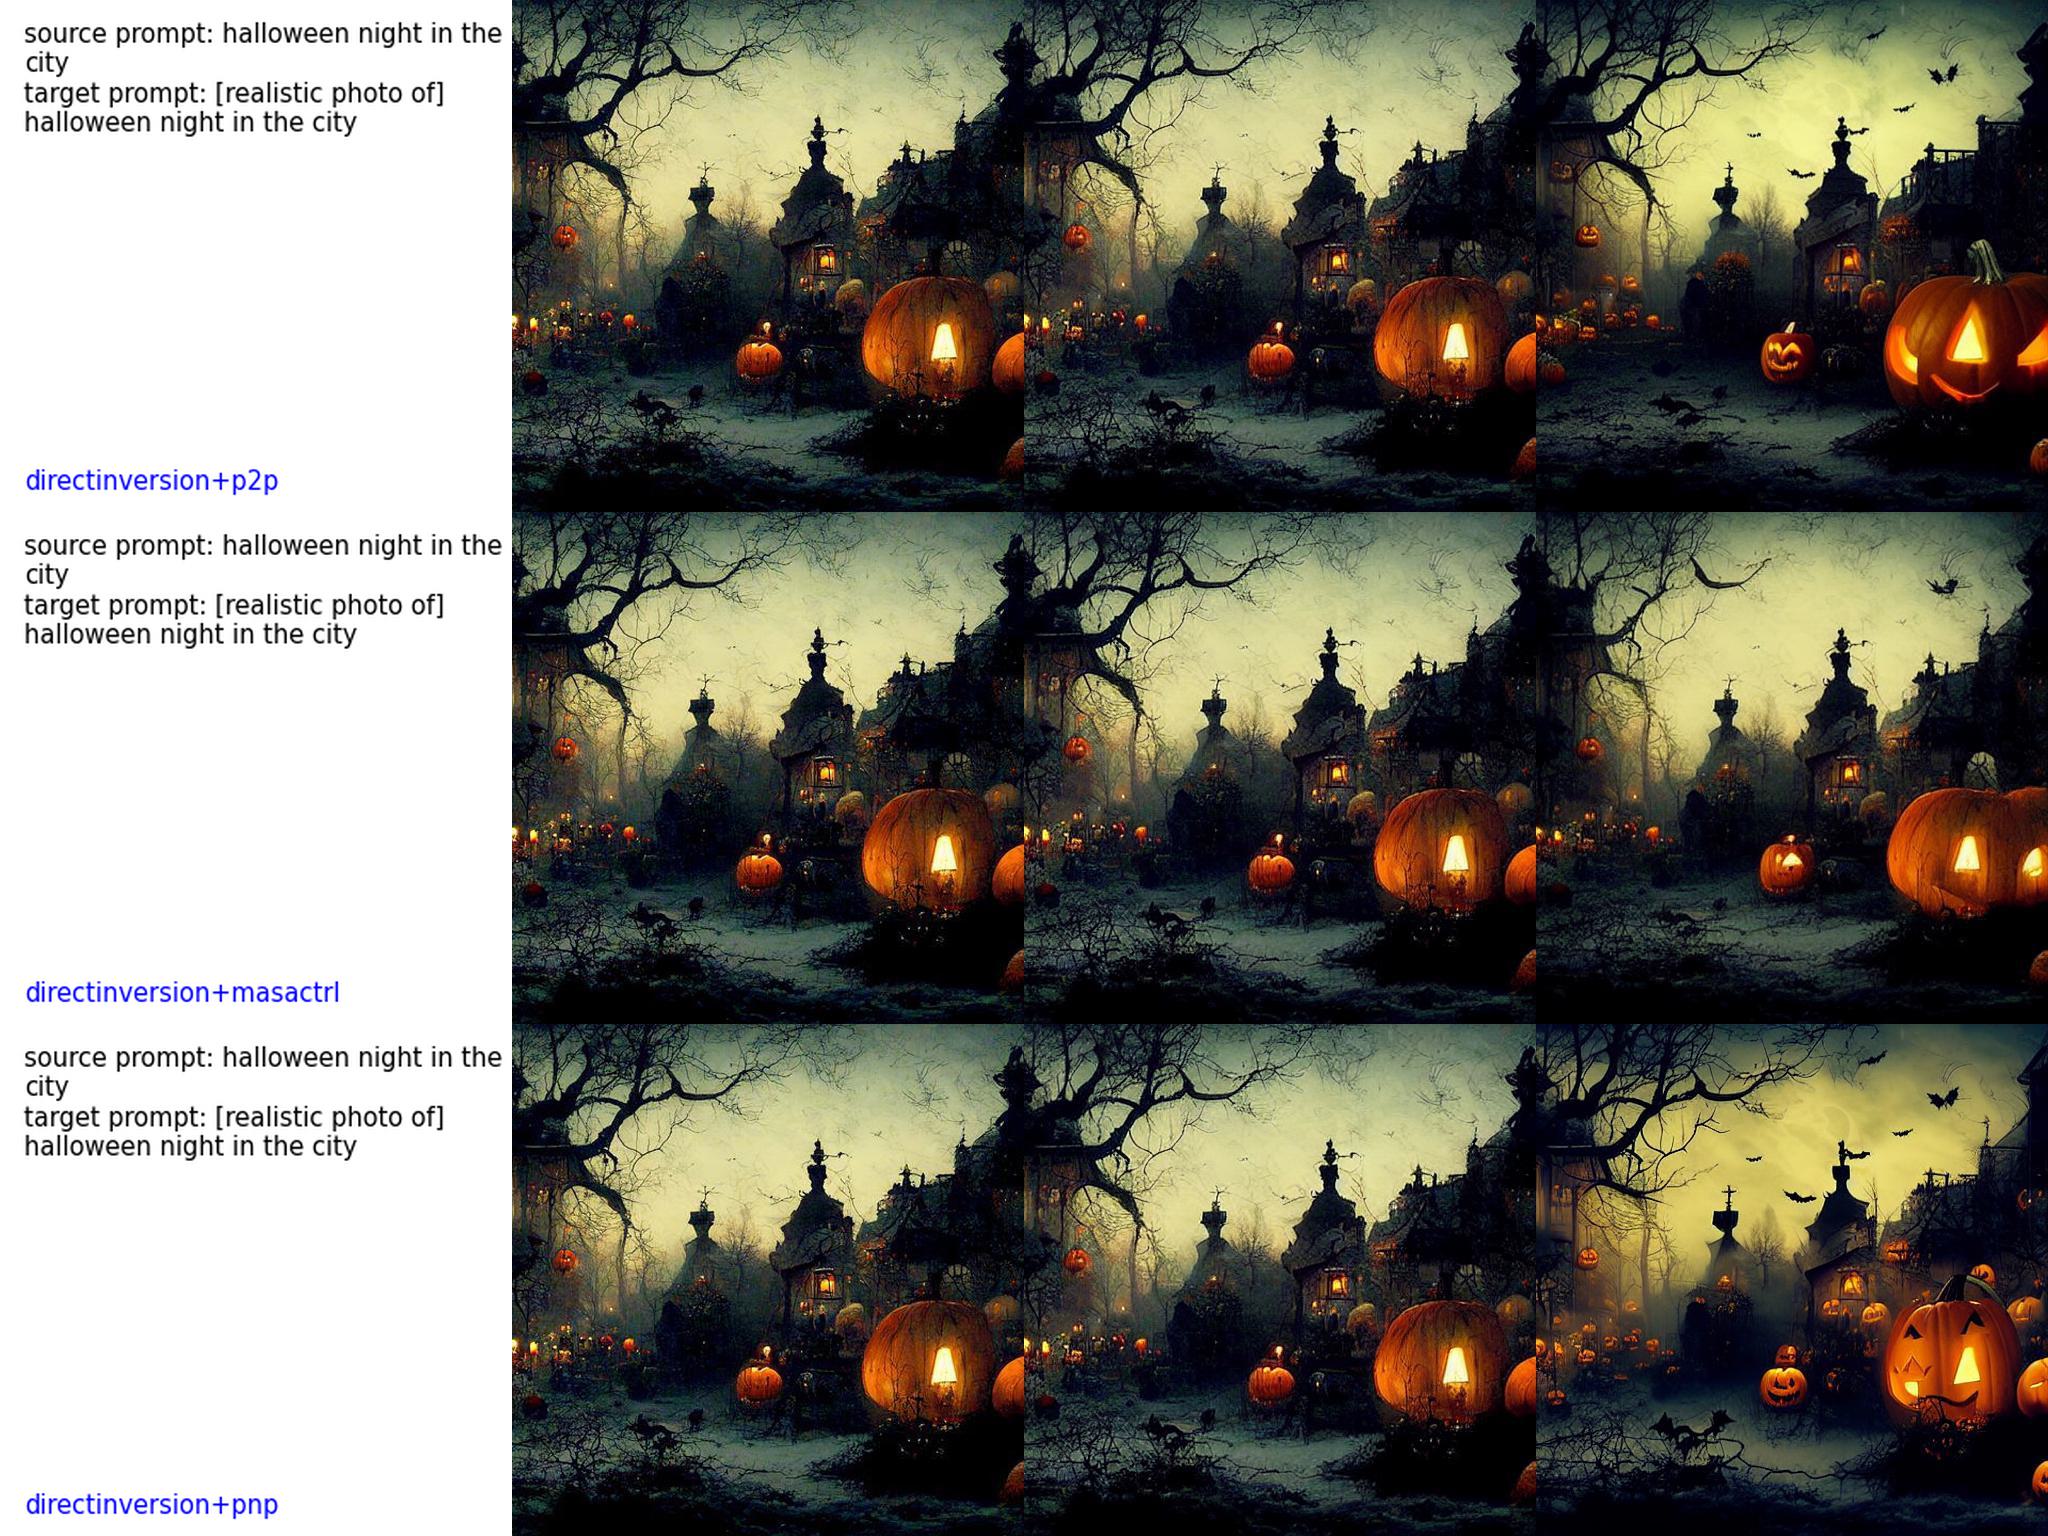 source prompt: halloween night in the
city
target prompt: [realistic photo of]
halloween night in the city
directinversion+p2p
source prompt: halloween night in the
city
target prompt: [realistic photo of]
halloween night in the city
directinversion+masactrl
source prompt: halloween night in the
city
target prompt: [realistic photo of]
halloween night in the city
directinversion+pnp